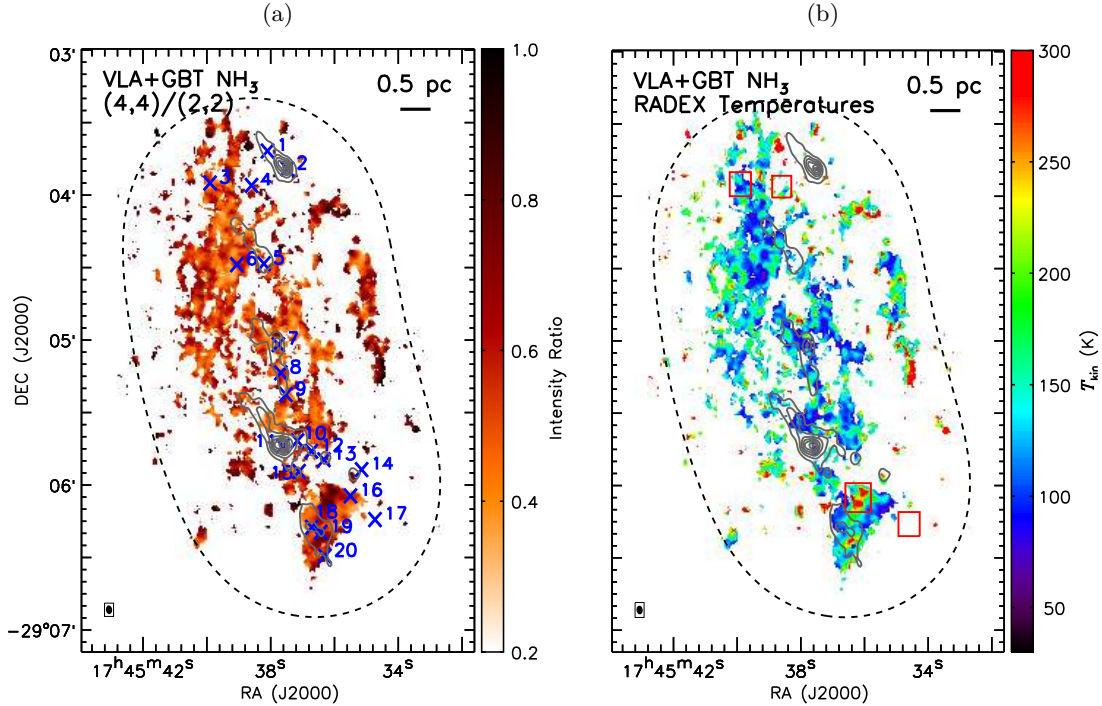 (a)
VLA+GBT NH₃
(4,4)/(2,2)
0.5 pc
03'
04'
05'
06'
-29°07'
DEC (J2000)
17ʰ45ᵐ42ˢ
38ˢ
34ˢ
RA (J2000)
1
2
3
4
5
6
7
8
9
10
11
12
13
14
15
16
17
18
19
20
1.0
0.8
0.6
0.4
0.2
Intensity Ratio
(b)
VLA+GBT NH₃
RADEX Temperatures
0.5 pc
17ʰ45ᵐ42ˢ
38ˢ
34ˢ
RA (J2000)
300
250
200
150
100
50
T_kin (K)